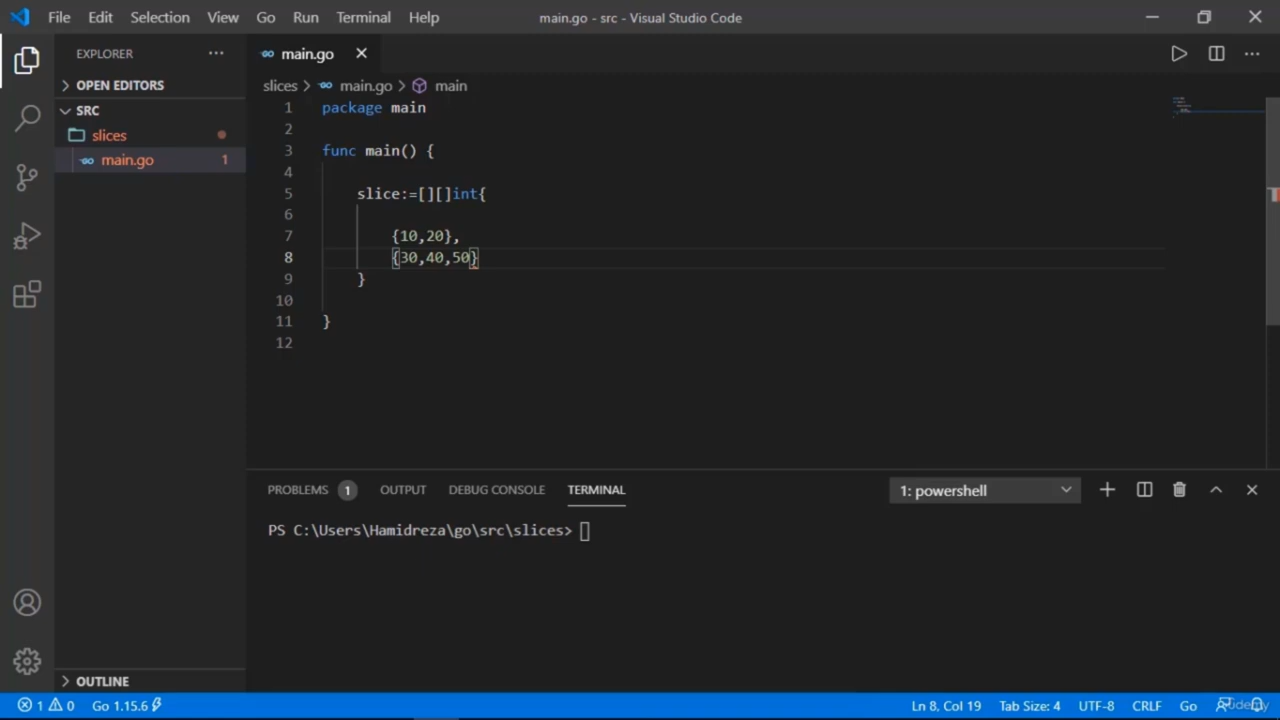 File Edit Selection View Go Run Terminal Help main.go - src - Visual Studio Code
EXPLORER ···
main.go
OPEN EDITORS
slices > main.go > main
SRC
slices
main.go 1
1 package main
2
3 func main() {
4
5 slice:=[][]int{
6
7 {10,20},
8 {30,40,50}
9 }
10
11 }
12
PROBLEMS 1 OUTPUT DEBUG CONSOLE TERMINAL 1: powershell
PS C:\Users\Hamidreza\go\src\slices>
OUTLINE
1 0 Go 1.15.6 Ln 8, Col 19 Tab Size: 4 UTF-8 CRLF Go